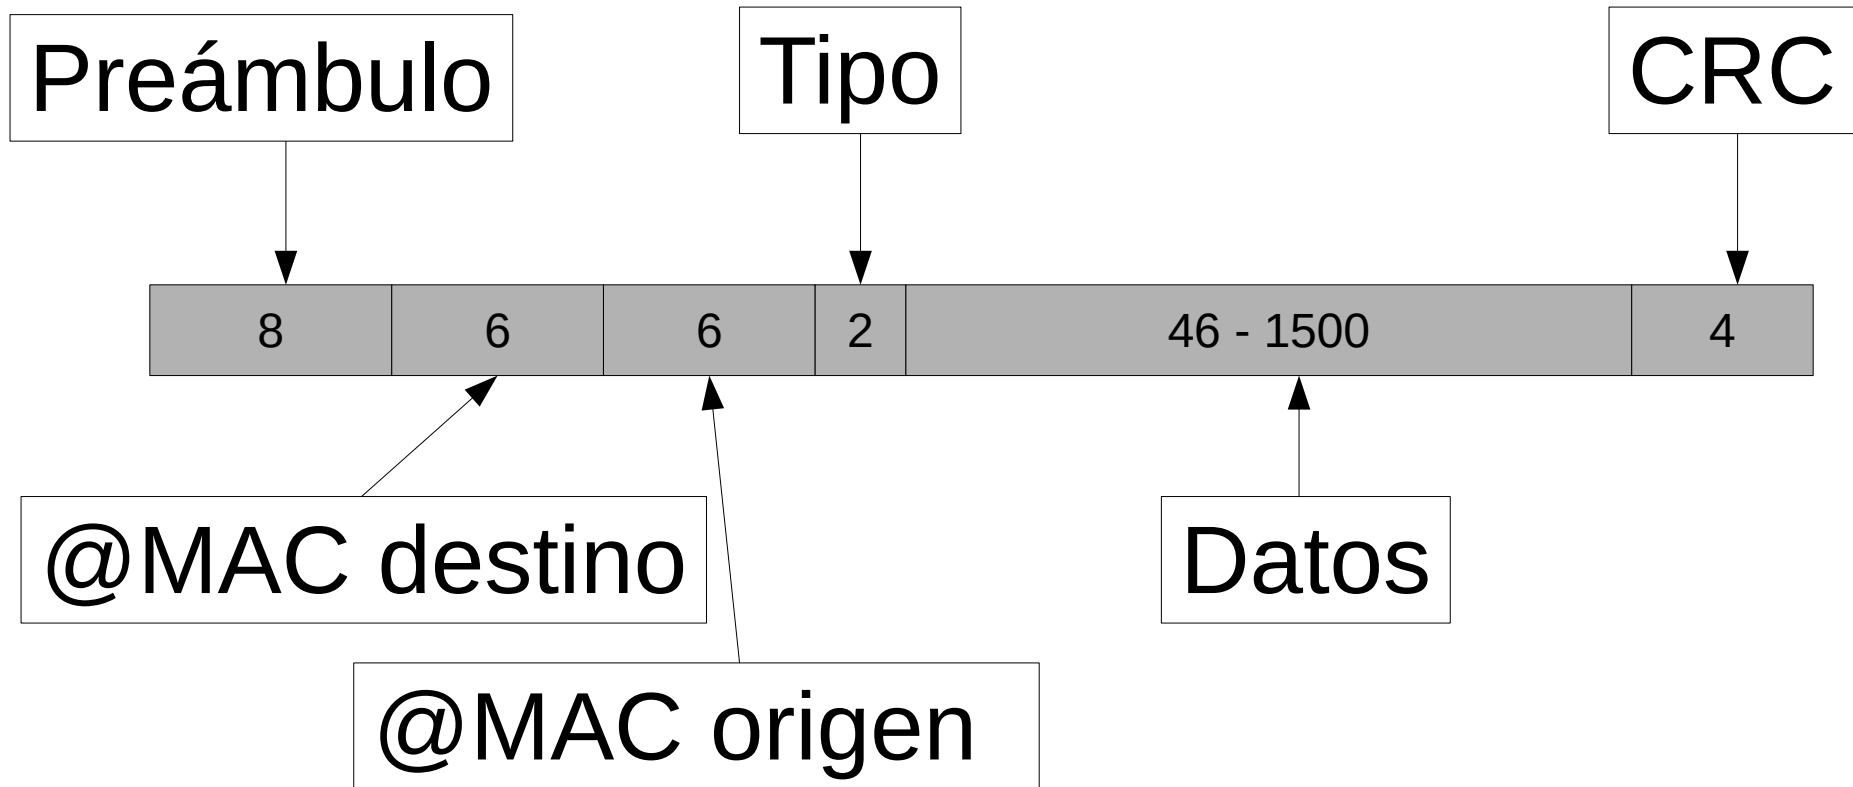 Preámbulo
Tipo
CRC
8
6
6
2
46 - 1500
4
@MAC destino
Datos
@MAC origen